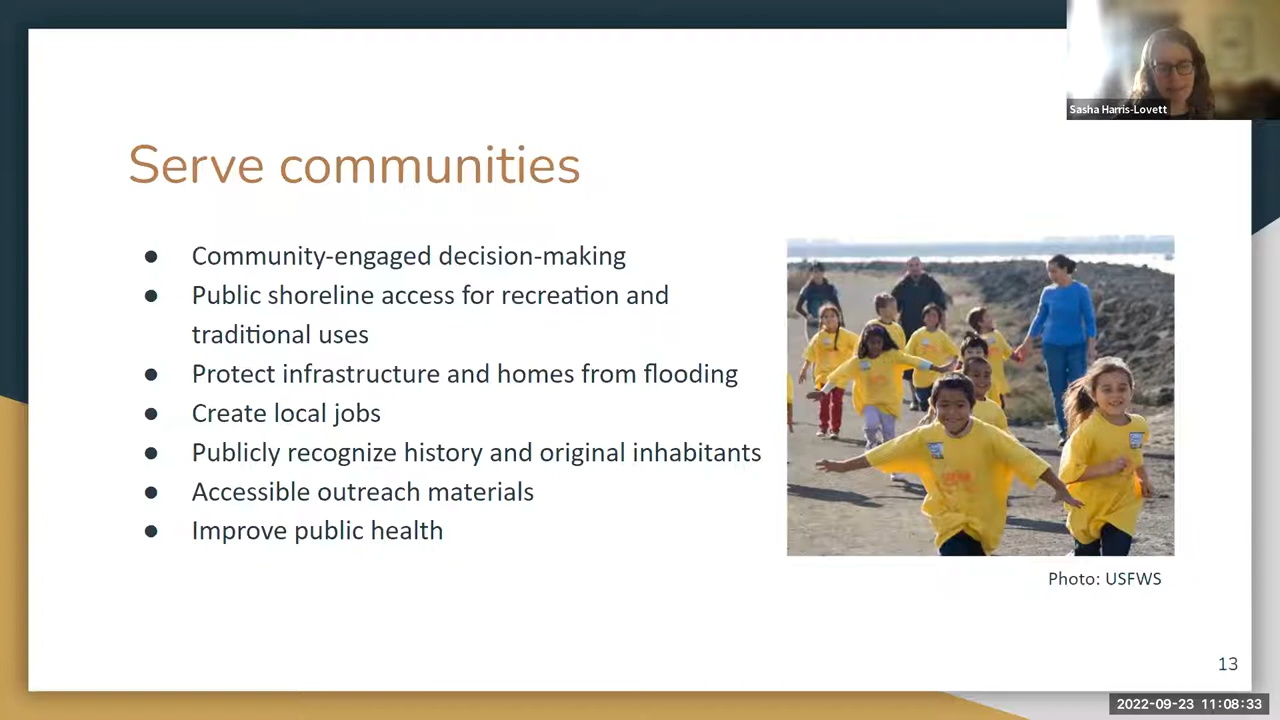 Sasha Harris-Lovett
Serve communities
● Community-engaged decision-making
● Public shoreline access for recreation and
traditional uses
● Protect infrastructure and homes from flooding
● Create local jobs
● Publicly recognize history and original inhabitants
● Accessible outreach materials
● Improve public health
Photo: USFWS
13
2022-09-23 11:08:33